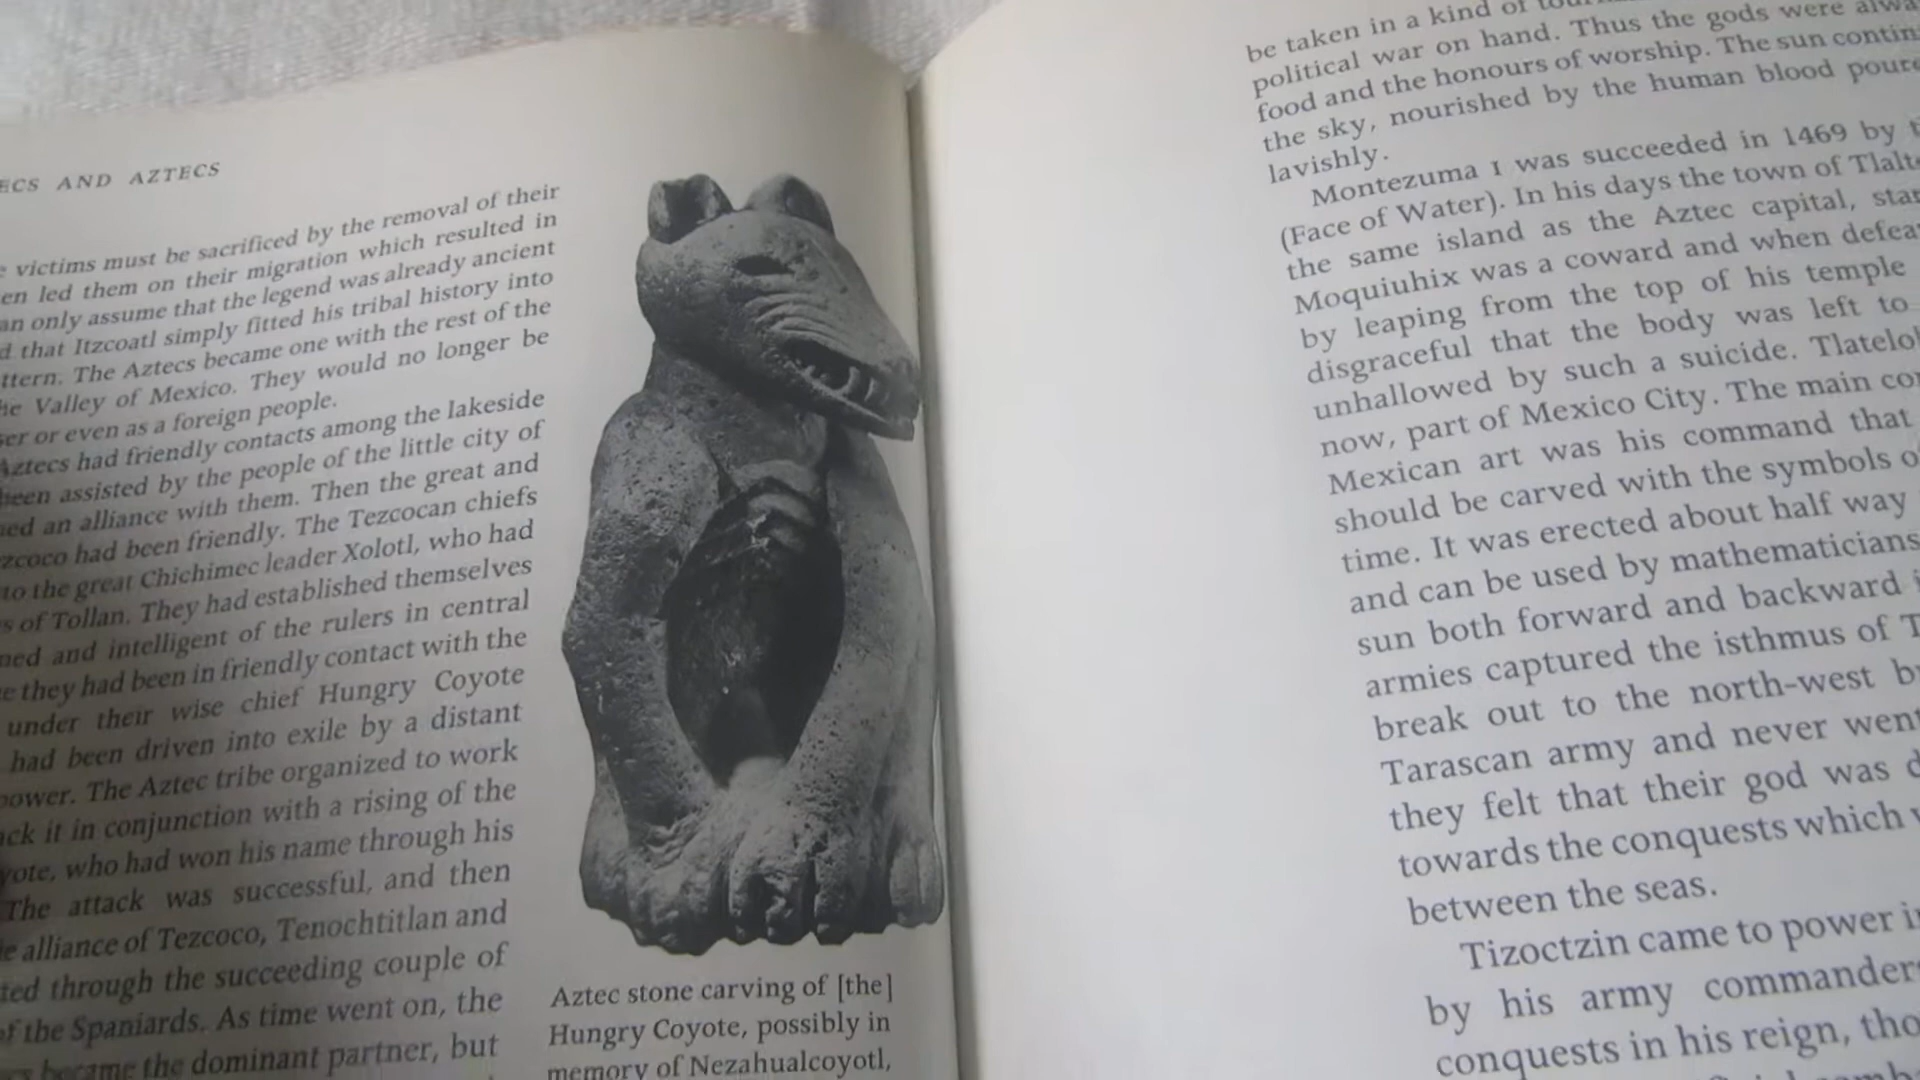 ECS AND AZTECS
victims must be sacrificed by the removal of their
en led them on their migration which resulted in
an only assume that the legend was already ancient
d that Itzcoatl simply fitted his tribal history into
ttern. The Aztecs became one with the rest of the
he Valley of Mexico. They would no longer be
ser or even as a foreign people.
Aztecs had friendly contacts among the lakeside
been assisted by the people of the little city of
ned an alliance with them. Then the great and
zcoco had been friendly. The Tezcocan chiefs
to the great Chichimec leader Xolotl, who had
s of Tollan. They had established themselves
ned and intelligent of the rulers in central
e they had been in friendly contact with the
under their wise chief Hungry Coyote
had been driven into exile by a distant
power. The Aztec tribe organized to work
ack it in conjunction with a rising of the
yote, who had won his name through his
The attack was successful, and then
e alliance of Tezcoco, Tenochtitlan and
ted through the succeeding couple of
of the Spaniards. As time went on, the
became the dominant partner, but
Aztec stone carving of [the]
Hungry Coyote, possibly in
memory of Nezahualcoyotl,
be taken in a kind of
political war on hand. Thus the gods were alwa
food and the honours of worship. The sun contin
the sky, nourished by the human blood poure
lavishly.
Montezuma I was succeeded in 1469 by t
(Face of Water). In his days the town of Tlalte
the same island as the Aztec capital, star
Moquiuhix was a coward and when defea
by leaping from the top of his temple
disgraceful that the body was left to
unhallowed by such a suicide. Tlatelol
now, part of Mexico City. The main co
Mexican art was his command that
should be carved with the symbols o
time. It was erected about half way
and can be used by mathematicians
sun both forward and backward i
armies captured the isthmus of T
break out to the north-west b
Tarascan army and never went
they felt that their god was d
towards the conquests which w
between the seas.
Tizoctzin came to power i
by his army commanders
conquests in his reign, tho